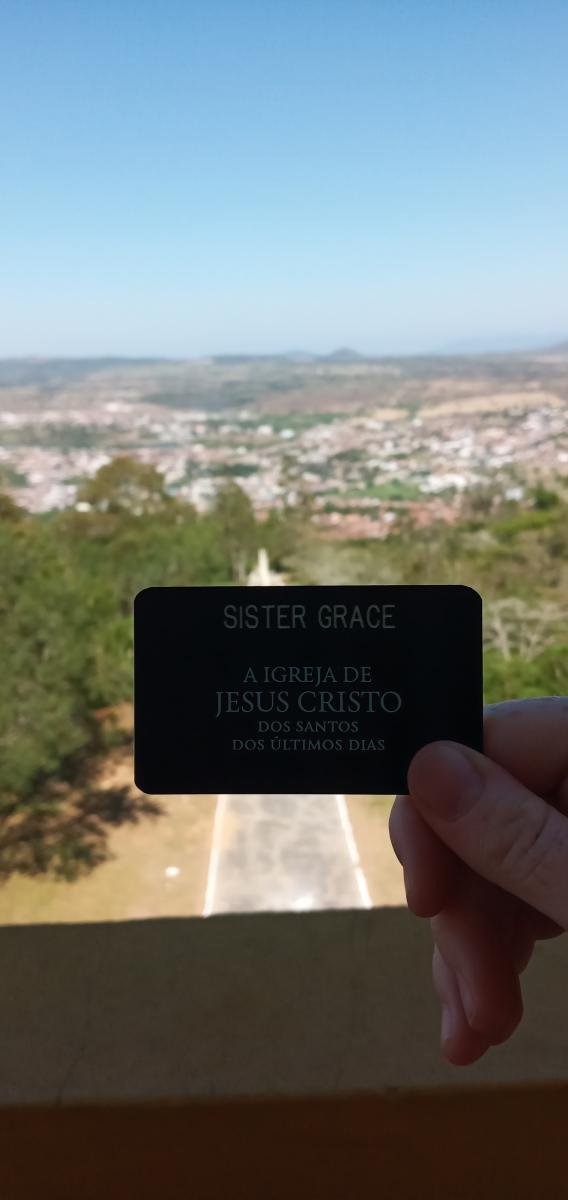 SISTER GRACE
A IGREJA DE
JESUS CRISTO
DOS SANTOS
DOS ÚLTIMOS DIAS